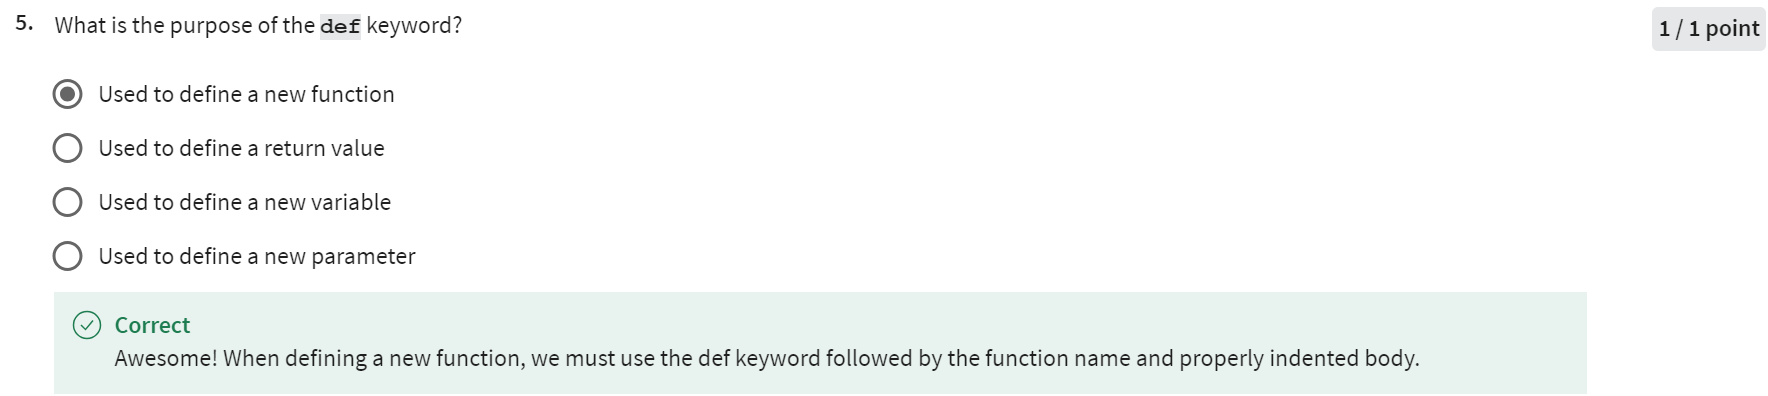 5. What is the purpose of the def keyword?
1 / 1 point
Used to define a new function
Used to define a return value
Used to define a new variable
Used to define a new parameter
Correct
Awesome! When defining a new function, we must use the def keyword followed by the function name and properly indented body.